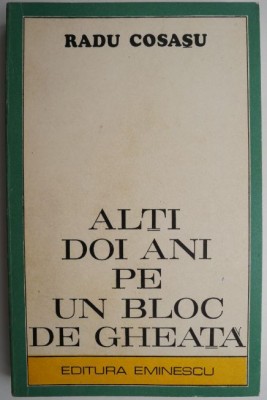 RADU COSAȘU
ALȚI
DOI ANI
PE
UN BLOC
DE GHEAȚĂ
EDITURA EMINESCU